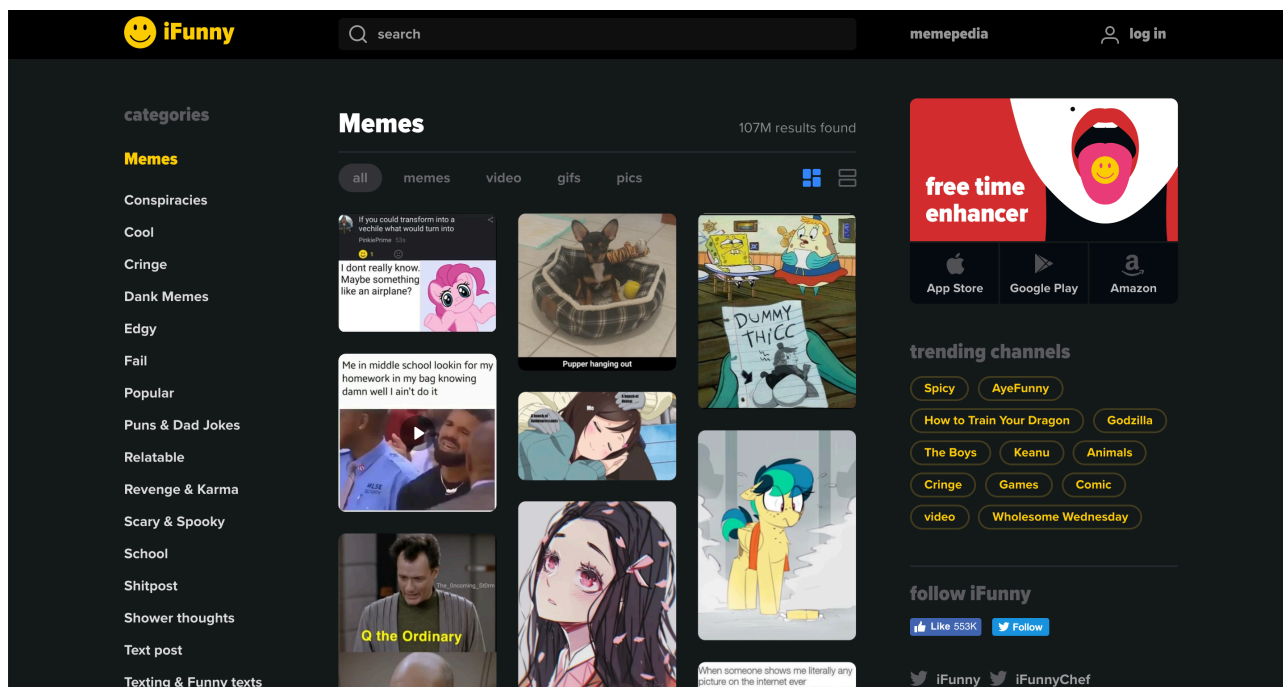 iFunny
search
memepedia
log in
categories
Memes
Conspiracies
Cool
Cringe
Dank Memes
Edgy
Fail
Popular
Puns & Dad Jokes
Relatable
Revenge & Karma
Scary & Spooky
School
Shitpost
Shower thoughts
Text post
Texting & Funny texts
Memes
107M results found
all
memes
video
gifs
pics
If you could transform into a
vechile what would turn into
PinkiePrime 53s
1
I dont really know.
Maybe something
like an airplane?
Me in middle school lookin for my
homework in my bag knowing
damn well I ain't do it
Q the Ordinary
Pupper hanging out
Me
DUMMY
THICC
When someone shows me literally any
picture on the internet ever
free time
enhancer
App Store
Google Play
Amazon
trending channels
Spicy
AyeFunny
How to Train Your Dragon
Godzilla
The Boys
Keanu
Animals
Cringe
Games
Comic
video
Wholesome Wednesday
follow iFunny
Like 553K
Follow
iFunny
iFunnyChef